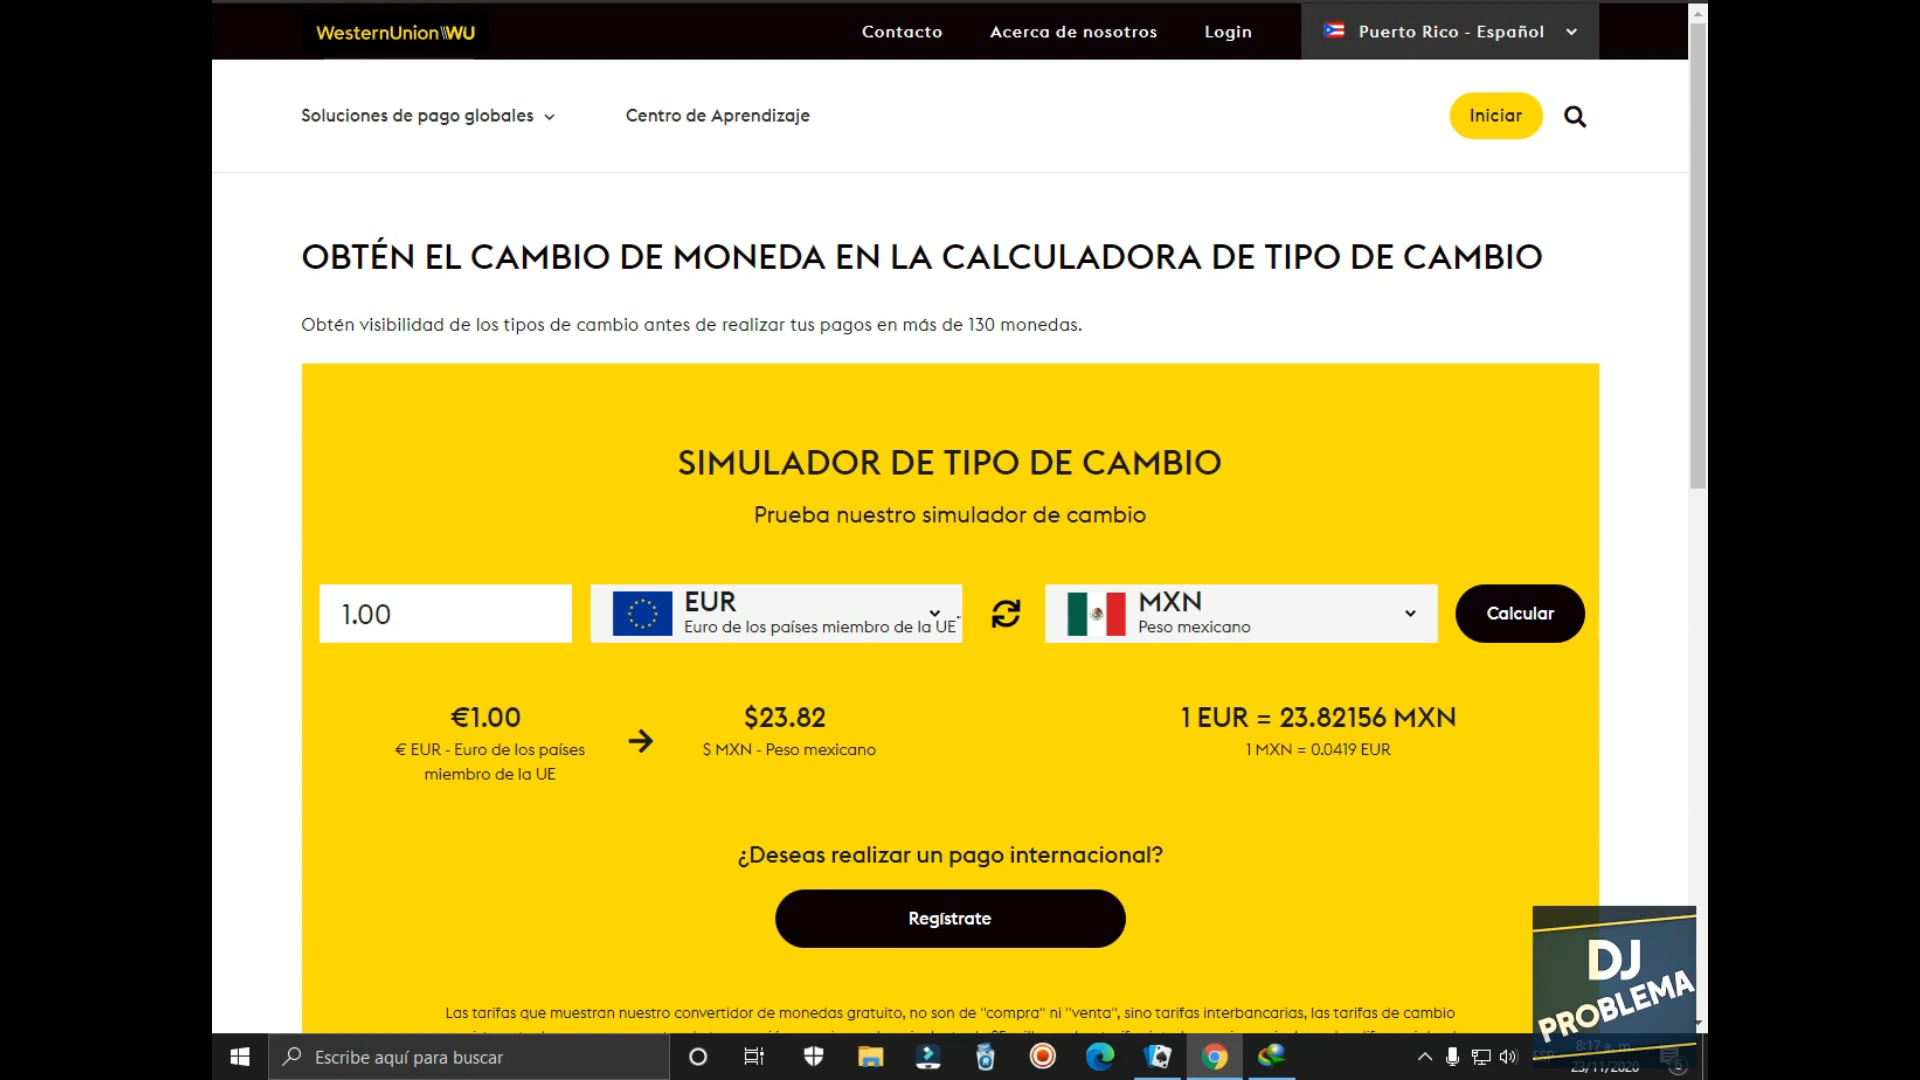 WesternUnion\\WU
Contacto
Acerca de nosotros
Login
Puerto Rico - Español
Soluciones de pago globales
Centro de Aprendizaje
Iniciar
OBTÉN EL CAMBIO DE MONEDA EN LA CALCULADORA DE TIPO DE CAMBIO
Obtén visibilidad de los tipos de cambio antes de realizar tus pagos en más de 130 monedas.
SIMULADOR DE TIPO DE CAMBIO
Prueba nuestro simulador de cambio
1.00
EUR
Euro de los países miembro de la UE
MXN
Peso mexicano
Calcular
€1.00
€ EUR - Euro de los países
miembro de la UE
$23.82
$ MXN - Peso mexicano
1 EUR = 23.82156 MXN
1 MXN = 0.0419 EUR
¿Deseas realizar un pago internacional?
Regístrate
Las tarifas que muestran nuestro convertidor de monedas gratuito, no son de "compra" ni "venta", sino tarifas interbancarias, las tarifas de cambio
DJ
PROBLEMA
Escribe aquí para buscar
8:17 a. m.
23/11/2020